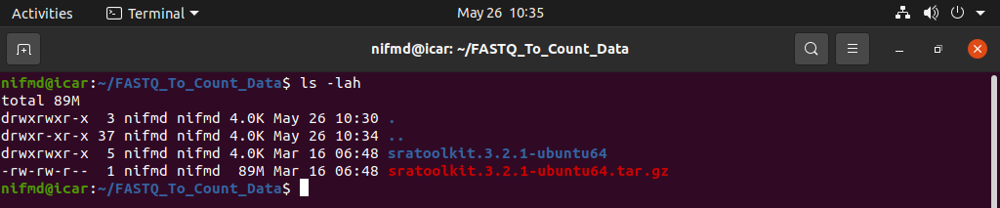 Activities Terminal May 26 10:35
nifmd@icar: ~/FASTQ_To_Count_Data
nifmd@icar:~/FASTQ_To_Count_Data$ ls -lah
total 89M
drwxrwxr-x  3 nifmd nifmd 4.0K May 26 10:30 .
drwxr-xr-x 37 nifmd nifmd 4.0K May 26 10:34 ..
drwxrwxr-x  5 nifmd nifmd 4.0K Mar 16 06:48 sratoolkit.3.2.1-ubuntu64
-rw-rw-r--  1 nifmd nifmd  89M Mar 16 06:48 sratoolkit.3.2.1-ubuntu64.tar.gz
nifmd@icar:~/FASTQ_To_Count_Data$